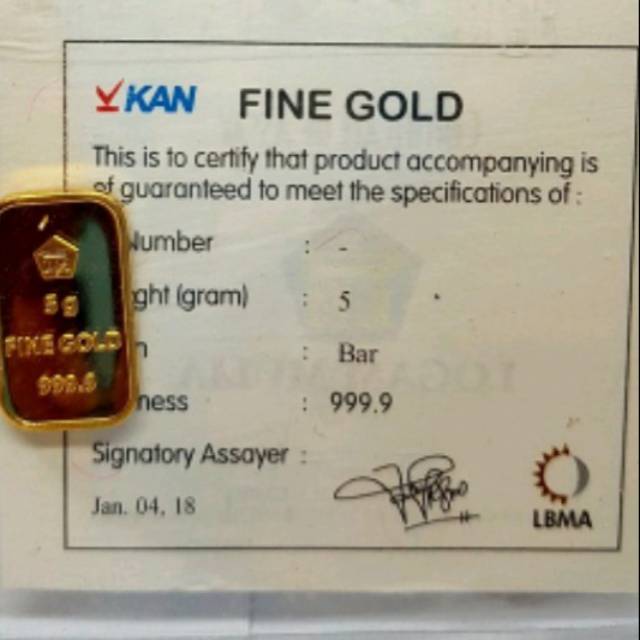 KAN FINE GOLD
This is to certify that product accompanying is
of guaranteed to meet the specifications of :
Number : -
ght (gram) : 5
: Bar
ness : 999.9
Signatory Assayer :
Jan. 04, 18
LBMA
5g
FINE GOLD
999.9